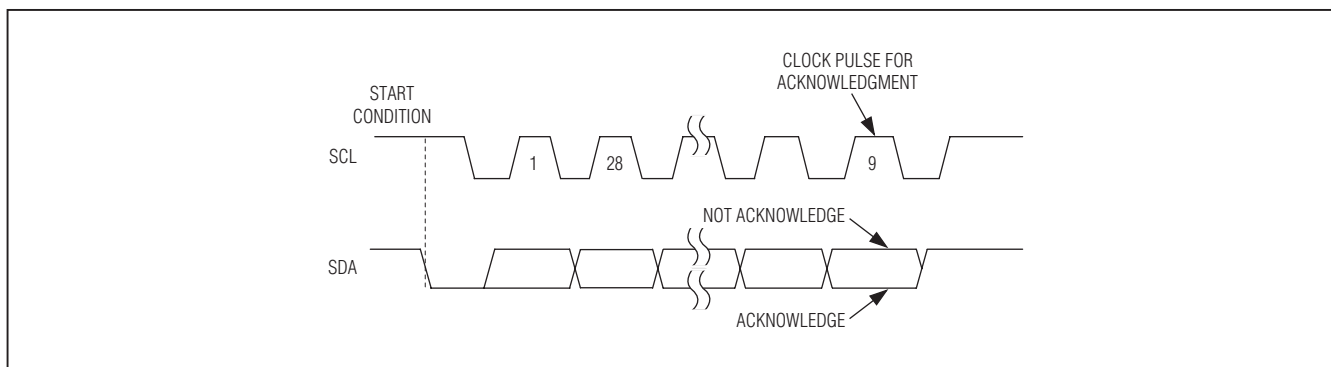 CLOCK PULSE FOR
ACKNOWLEDGMENT
START
CONDITION
SCL
1
28
9
NOT ACKNOWLEDGE
SDA
ACKNOWLEDGE